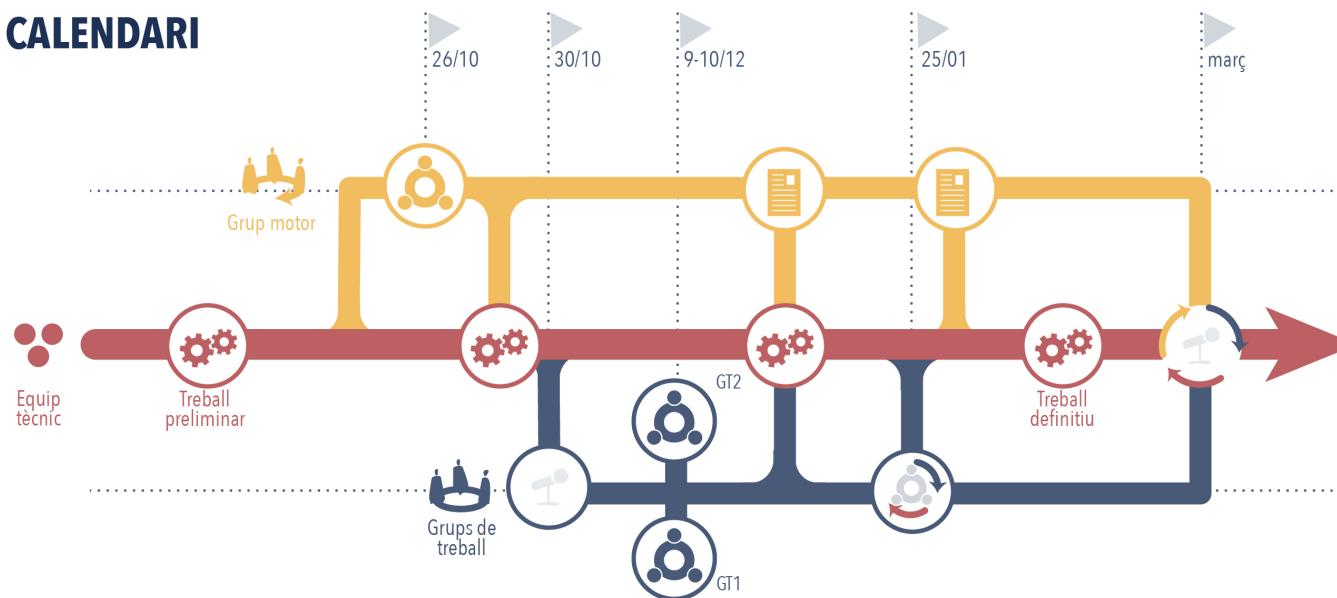 CALENDARI
26/10
30/10
9-10/12
25/01
març
Grup motor
Equip
tècnic
Treball
preliminar
GT2
Treball
definitiu
Grups de
treball
GT1